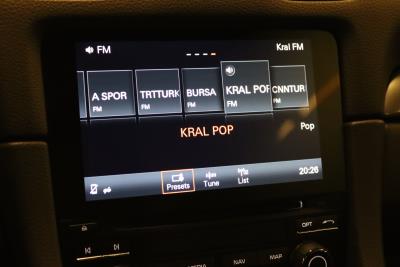 FM
Kral FM
A SPOR
FM
TRTTURK
FM
BURSA
FM
KRAL POP
FM
CNNTUR
FM
KRAL POP
Pop
Presets
Tune
List
20:26
OPT
NAV
MAP